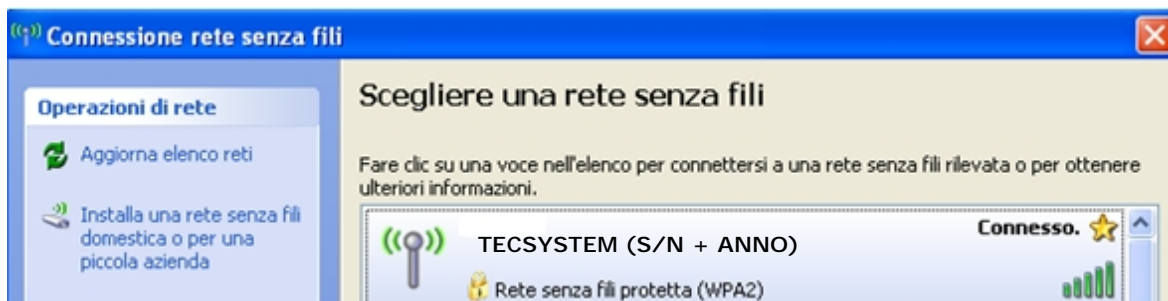 Connessione rete senza fili
Operazioni di rete
Aggiorna elenco reti
Installa una rete senza fili
domestica o per una
piccola azienda
Scegliere una rete senza fili
Fare clic su una voce nell'elenco per connettersi a una rete senza fili rilevata o per ottenere
ulteriori informazioni.
TECSYSTEM (S/N + ANNO)
Connesso.
Rete senza fili protetta (WPA2)